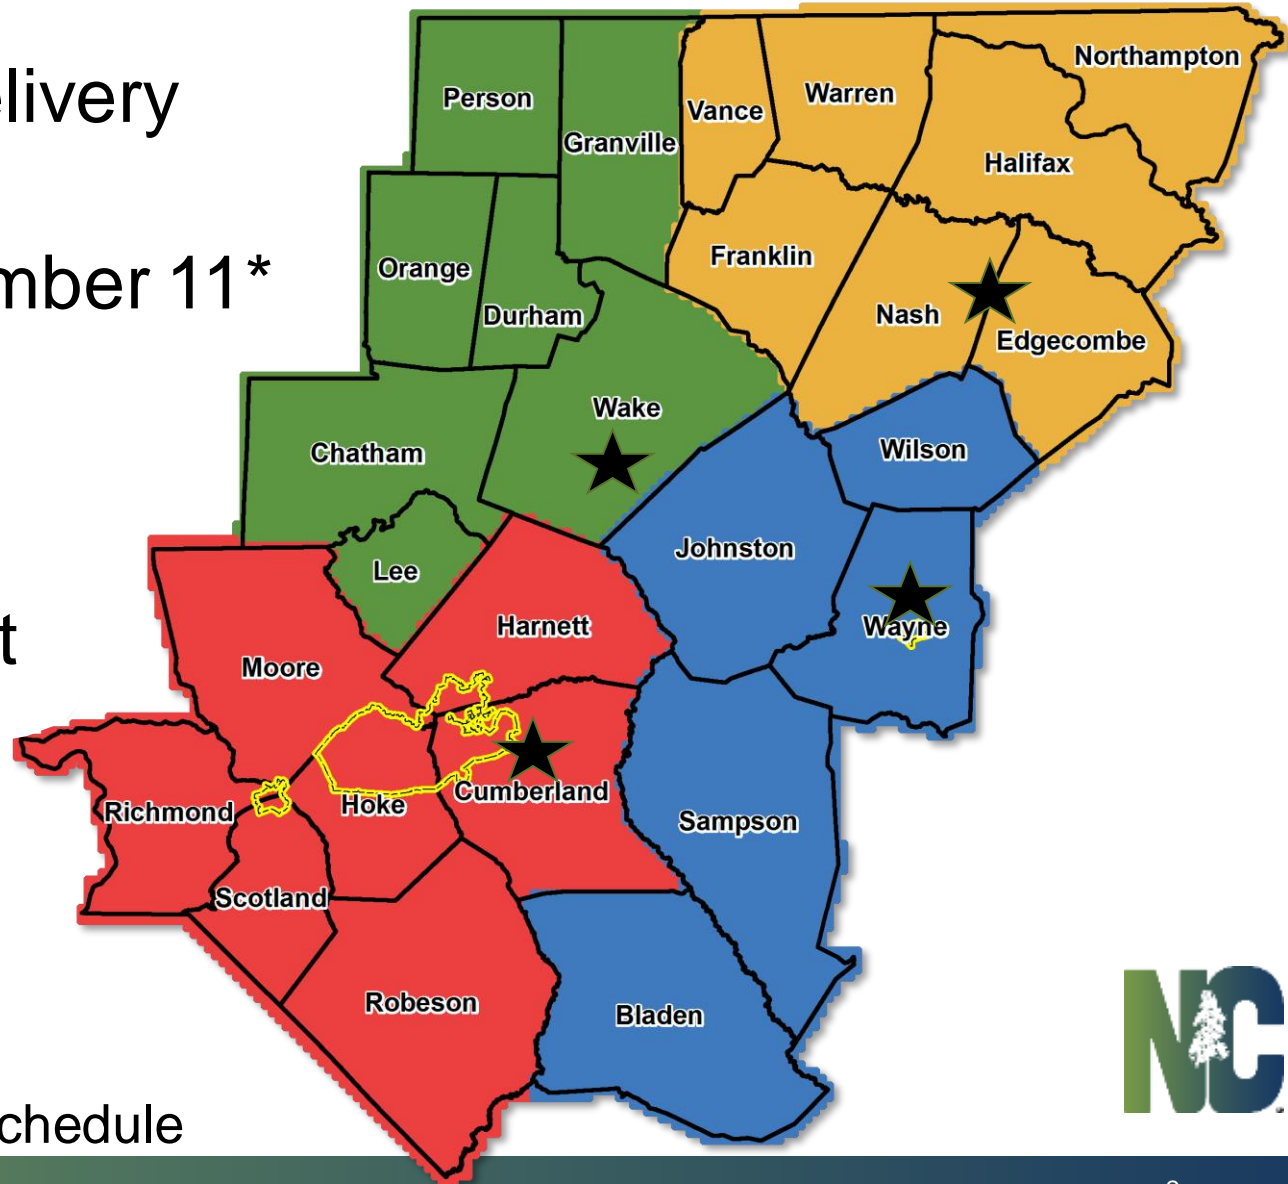 elivery
mber 11*
t
chedule
Person
Granville
Vance
Warren
Northampton
Halifax
Orange
Durham
Franklin
Nash
Edgecombe
Wake
Chatham
Wilson
Johnston
Lee
Harnett
Wayne
Moore
Richmond
Hoke
Cumberland
Sampson
Scotland
Robeson
Bladen
NC